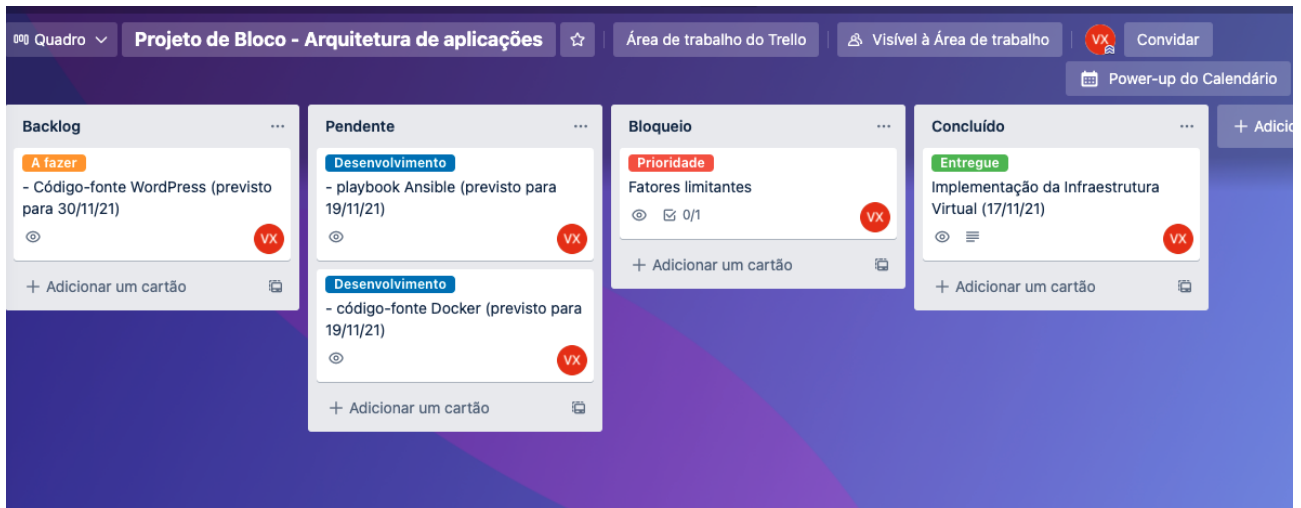 Quadro
Projeto de Bloco - Arquitetura de aplicações
Área de trabalho do Trello
Visível à Área de trabalho
VX
Convidar
Power-up do Calendário
Backlog
A fazer
- Código-fonte WordPress (previsto
para 30/11/21)
VX
+ Adicionar um cartão
Pendente
Desenvolvimento
- playbook Ansible (previsto para
19/11/21)
VX
Desenvolvimento
- código-fonte Docker (previsto para
19/11/21)
VX
+ Adicionar um cartão
Bloqueio
Prioridade
Fatores limitantes
0/1
VX
+ Adicionar um cartão
Concluído
Entregue
Implementação da Infraestrutura
Virtual (17/11/21)
VX
+ Adicionar um cartão
+ Adici